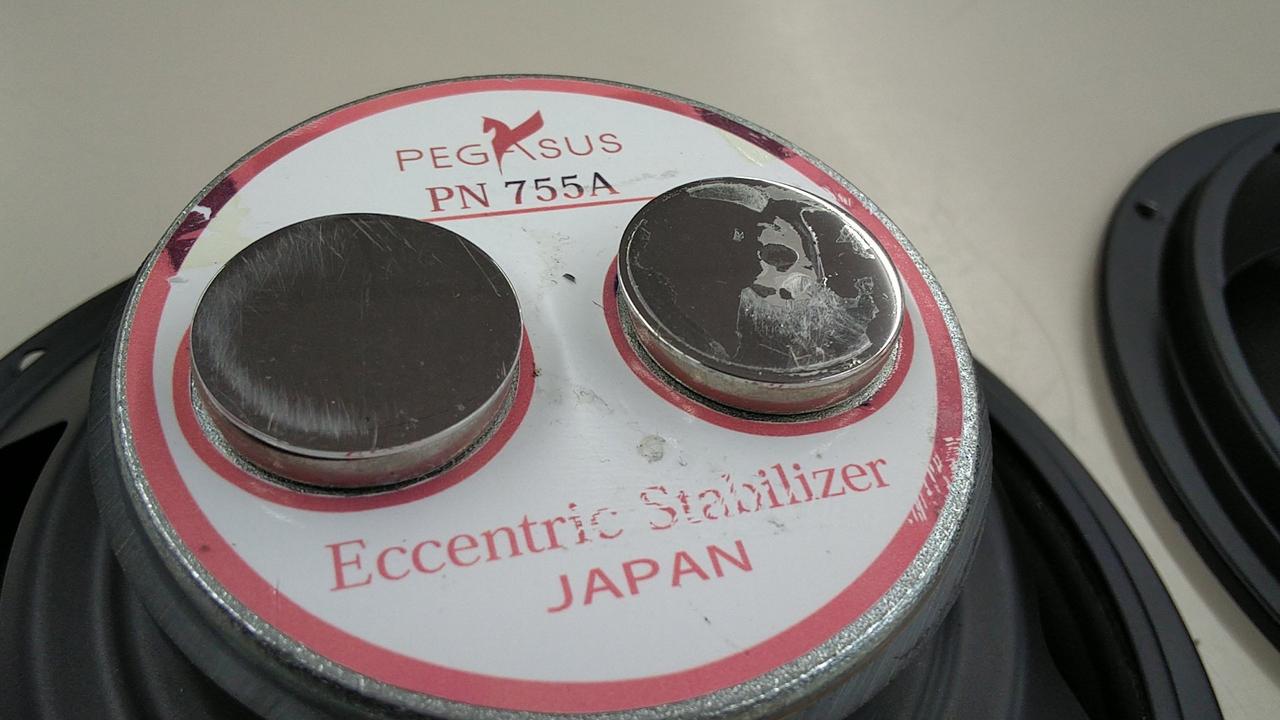 PEGASUS
PN 755A
Eccentric Stabilizer
JAPAN